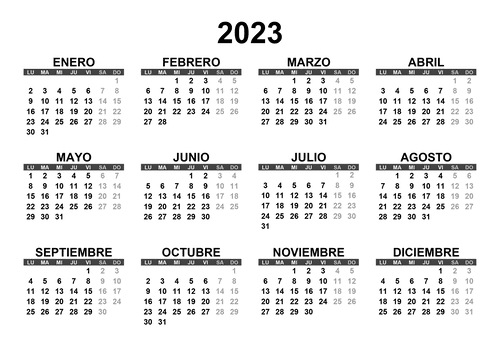 2023
ENERO
LU MA MI JU VI SA DO
1
2 3 4 5 6 7 8
9 10 11 12 13 14 15
16 17 18 19 20 21 22
23 24 25 26 27 28 29
30 31
FEBRERO
LU MA MI JU VI SA DO
1 2 3 4 5
6 7 8 9 10 11 12
13 14 15 16 17 18 19
20 21 22 23 24 25 26
27 28
MARZO
LU MA MI JU VI SA DO
1 2 3 4 5
6 7 8 9 10 11 12
13 14 15 16 17 18 19
20 21 22 23 24 25 26
27 28 29 30 31
ABRIL
LU MA MI JU VI SA DO
1 2
3 4 5 6 7 8 9
10 11 12 13 14 15 16
17 18 19 20 21 22 23
24 25 26 27 28 29 30
MAYO
LU MA MI JU VI SA DO
1 2 3 4 5 6 7
8 9 10 11 12 13 14
15 16 17 18 19 20 21
22 23 24 25 26 27 28
29 30 31
JUNIO
LU MA MI JU VI SA DO
1 2 3 4
5 6 7 8 9 10 11
12 13 14 15 16 17 18
19 20 21 22 23 24 25
26 27 28 29 30
JULIO
LU MA MI JU VI SA DO
1 2
3 4 5 6 7 8 9
10 11 12 13 14 15 16
17 18 19 20 21 22 23
24 25 26 27 28 29 30
31
AGOSTO
LU MA MI JU VI SA DO
1 2 3 4 5 6
7 8 9 10 11 12 13
14 15 16 17 18 19 20
21 22 23 24 25 26 27
28 29 30 31
SEPTIEMBRE
LU MA MI JU VI SA DO
1 2 3
4 5 6 7 8 9 10
11 12 13 14 15 16 17
18 19 20 21 22 23 24
25 26 27 28 29 30
OCTUBRE
LU MA MI JU VI SA DO
1
2 3 4 5 6 7 8
9 10 11 12 13 14 15
16 17 18 19 20 21 22
23 24 25 26 27 28 29
30 31
NOVIEMBRE
LU MA MI JU VI SA DO
1 2 3 4 5
6 7 8 9 10 11 12
13 14 15 16 17 18 19
20 21 22 23 24 25 26
27 28 29 30
DICIEMBRE
LU MA MI JU VI SA DO
1 2 3
4 5 6 7 8 9 10
11 12 13 14 15 16 17
18 19 20 21 22 23 24
25 26 27 28 29 30 31